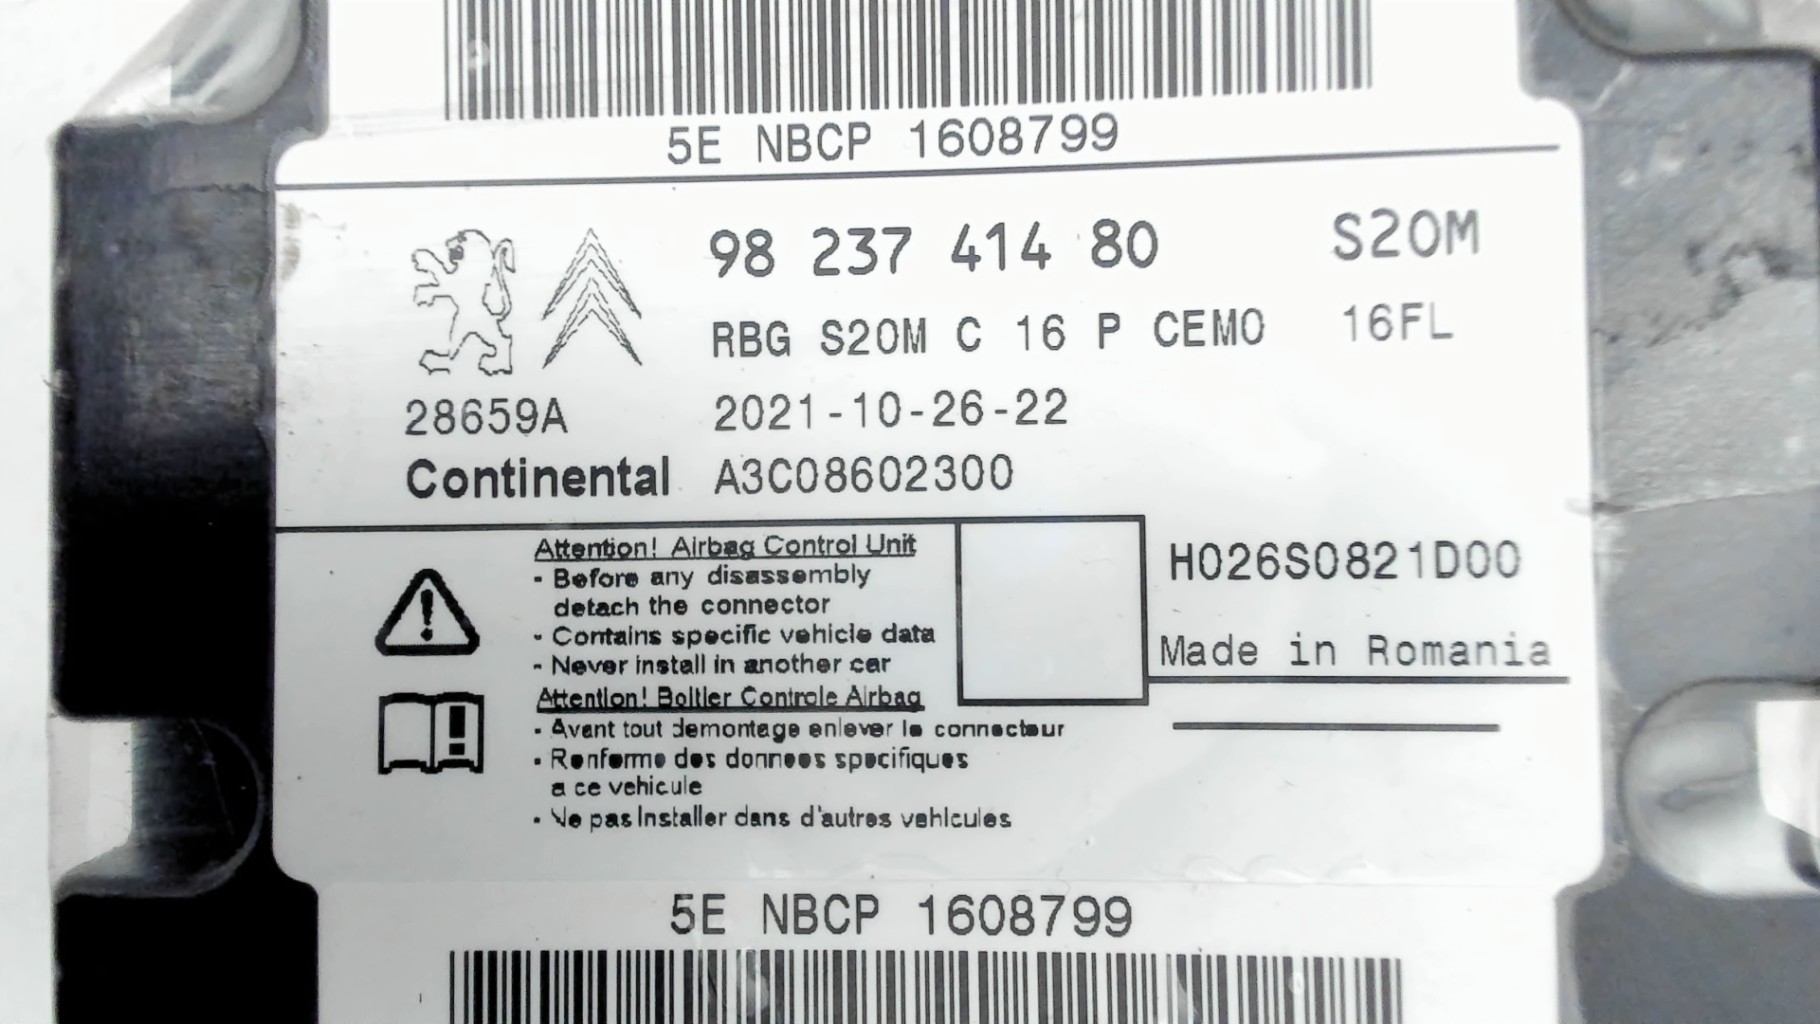 5E NBCP 1608799
98 237 414 80 S20M
RBG S20M C 16 P CEMO 16FL
28659A 2021-10-26-22
Continental A3C08602300
Attention! Airbag Control Unit
- Before any disassembly
detach the connector
- Contains specific vehicle data
- Never install in another car
H026S0821D00
Made in Romania
Attention! Boitier Controle Airbag
- Avant tout demontage enlever le connecteur
- Renferme des donnees specifiques
a ce vehicule
- Ne pas installer dans d'autres vehicules
5E NBCP 1608799